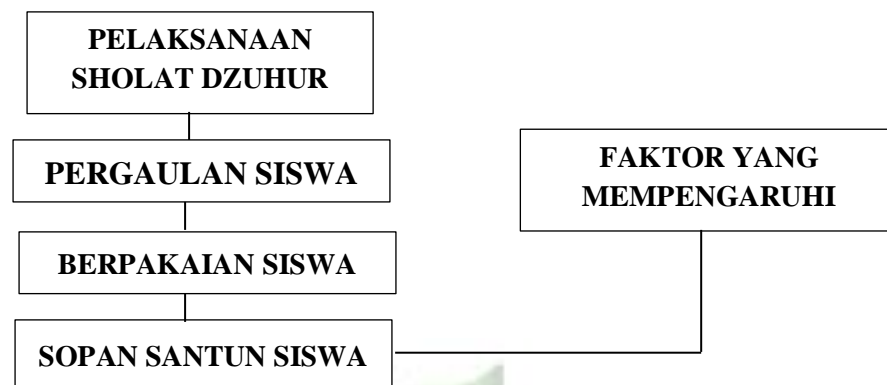 PELAKSANAAN
SHOLAT DZUHUR
PERGAULAN SISWA
BERPAKAIAN SISWA
SOPAN SANTUN SISWA
FAKTOR YANG
MEMPENGARUHI